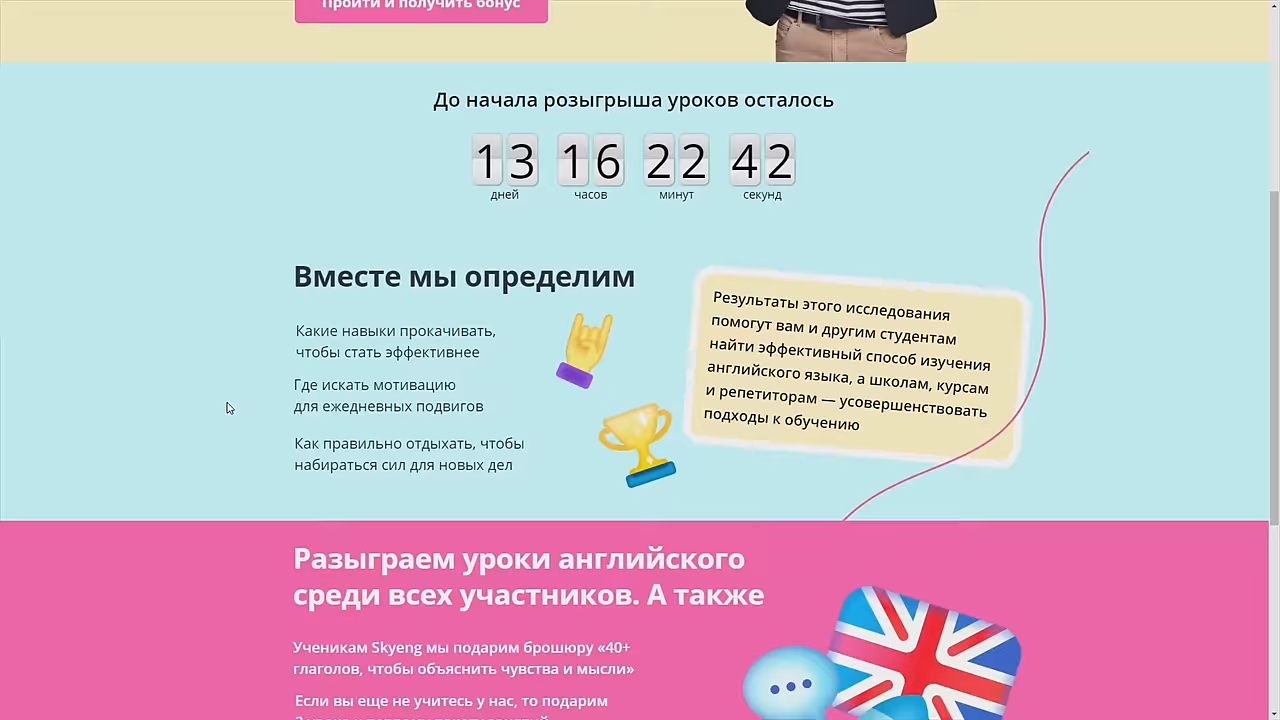 Пройти и получить бонус
До начала розыгрыша уроков осталось
13 16 22 42
дней часов минут секунд
Вместе мы определим
Какие навыки прокачивать,
чтобы стать эффективнее
Где искать мотивацию
для ежедневных подвигов
Как правильно отдыхать, чтобы
набираться сил для новых дел
Результаты этого исследования
помогут вам и другим студентам
найти эффективный способ изучения
английского языка, а школам, курсам
и репетиторам — усовершенствовать
подходы к обучению
Разыграем уроки английского
среди всех участников. А также
Ученикам Skyeng мы подарим брошюру «40+
глаголов, чтобы объяснить чувства и мысли»
Если вы еще не учитесь у нас, то подарим